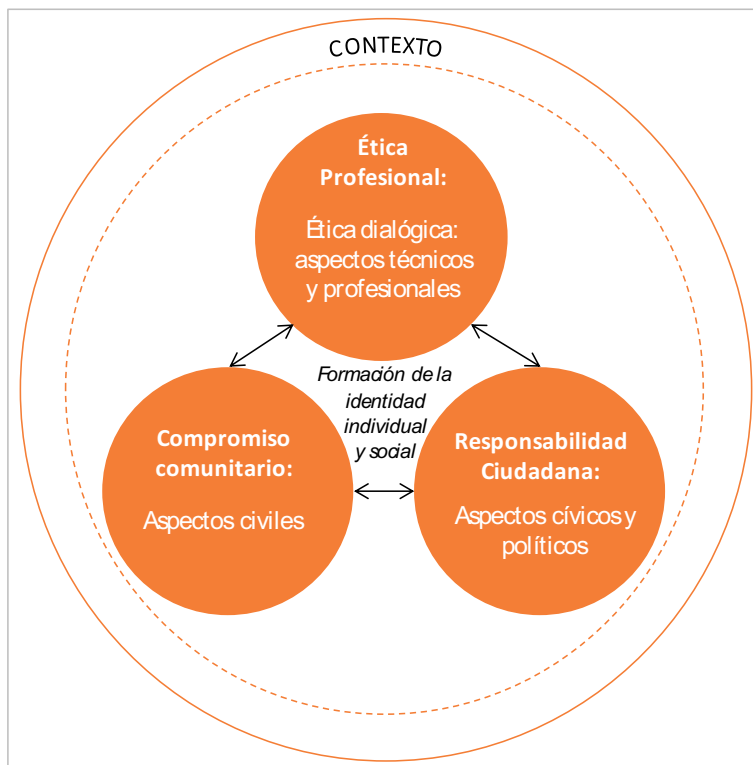 CONTEXTO
Ética
Profesional:
Ética dialógica:
aspectos técnicos
y profesionales
Formación de la
identidad
individual
y social
Compromiso
comunitario:
Aspectos civiles
Responsabilidad
Ciudadana:
Aspectos cívicos y
políticos